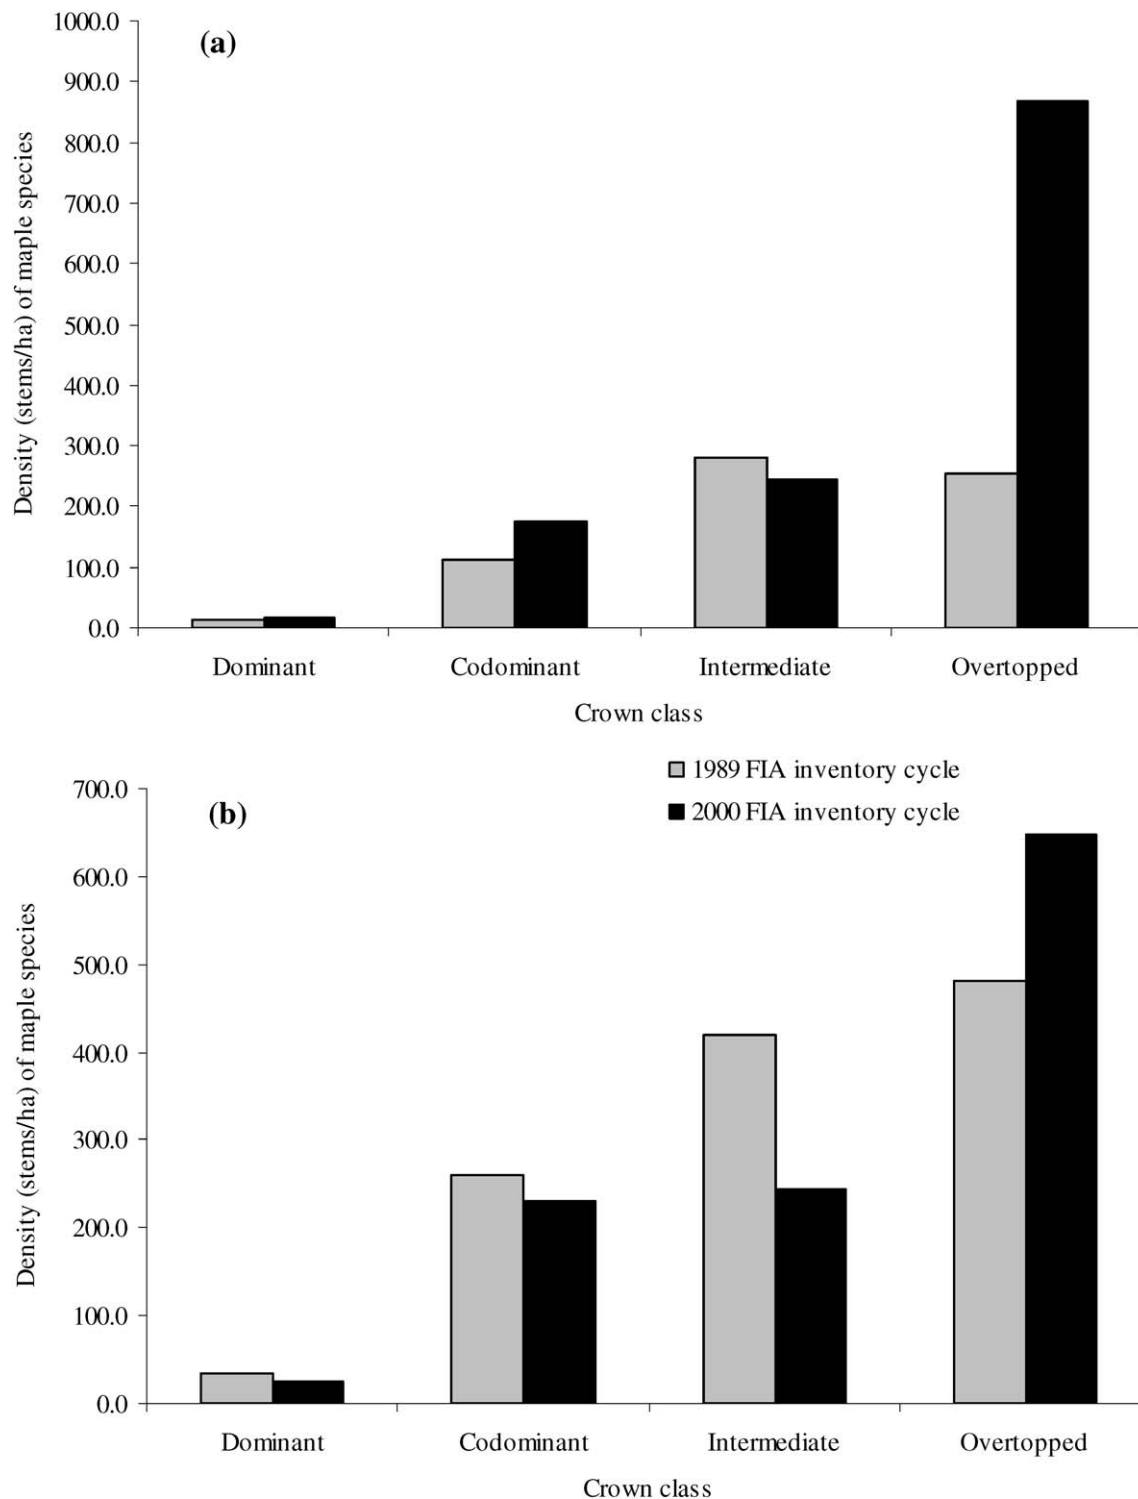 (a)
Density (stems/ha) of maple species
1000.0
900.0
800.0
700.0
600.0
500.0
400.0
300.0
200.0
100.0
0.0
Dominant Codominant Intermediate Overtopped
Crown class
1989 FIA inventory cycle
2000 FIA inventory cycle
(b)
Density (stems/ha) of maple species
700.0
600.0
500.0
400.0
300.0
200.0
100.0
0.0
Dominant Codominant Intermediate Overtopped
Crown class